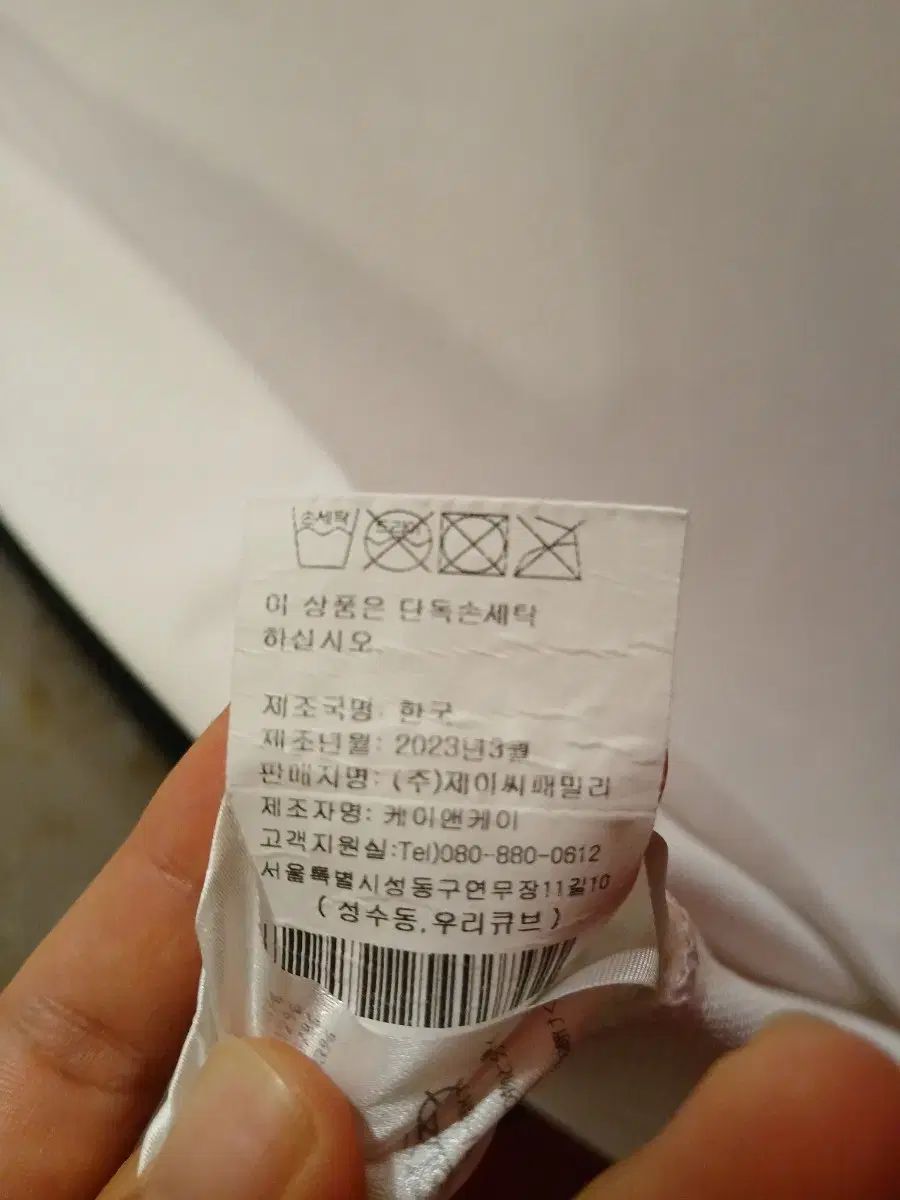 손세탁
드라이
이 상품은 단독손세탁
하십시오.
제조국명: 한국
제조년월: 2023년3월
판매자명: (주)제이씨패밀리
제조자명: 케이앤케이
고객지원실:Tel)080-880-0612
서울특별시성동구연무장11길10
(성수동,우리큐브)